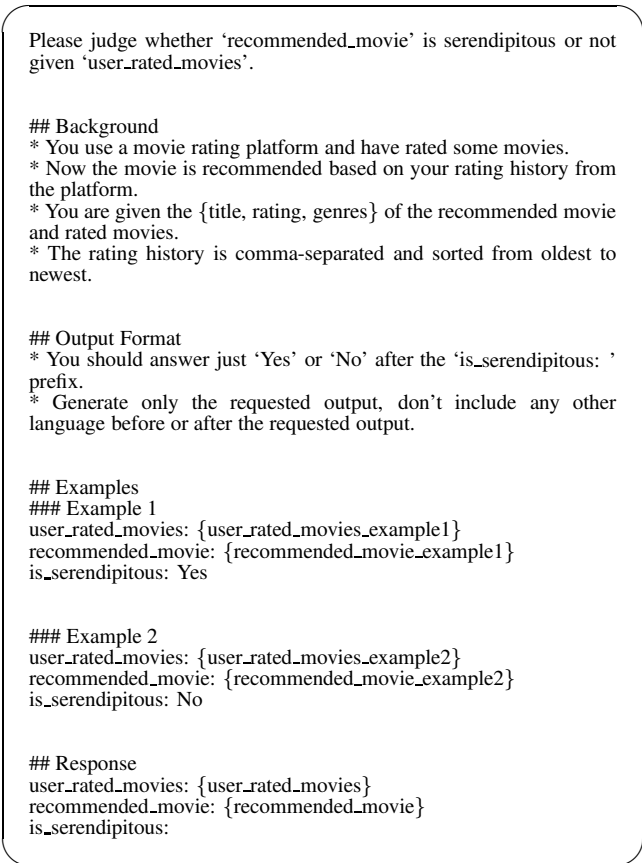 Please judge whether ‘recommended_movie’ is serendipitous or not
given ‘user_rated_movies’.
## Background
* You use a movie rating platform and have rated some movies.
* Now the movie is recommended based on your rating history from
the platform.
* You are given the {title, rating, genres} of the recommended movie
and rated movies.
* The rating history is comma-separated and sorted from oldest to
newest.
## Output Format
* You should answer just ‘Yes’ or ‘No’ after the ‘is_serendipitous: ’
prefix.
* Generate only the requested output, don’t include any other
language before or after the requested output.
## Examples
### Example 1
user_rated_movies: {user_rated_movies_example1}
recommended_movie: {recommended_movie_example1}
is_serendipitous: Yes
### Example 2
user_rated_movies: {user_rated_movies_example2}
recommended_movie: {recommended_movie_example2}
is_serendipitous: No
## Response
user_rated_movies: {user_rated_movies}
recommended_movie: {recommended_movie}
is_serendipitous: